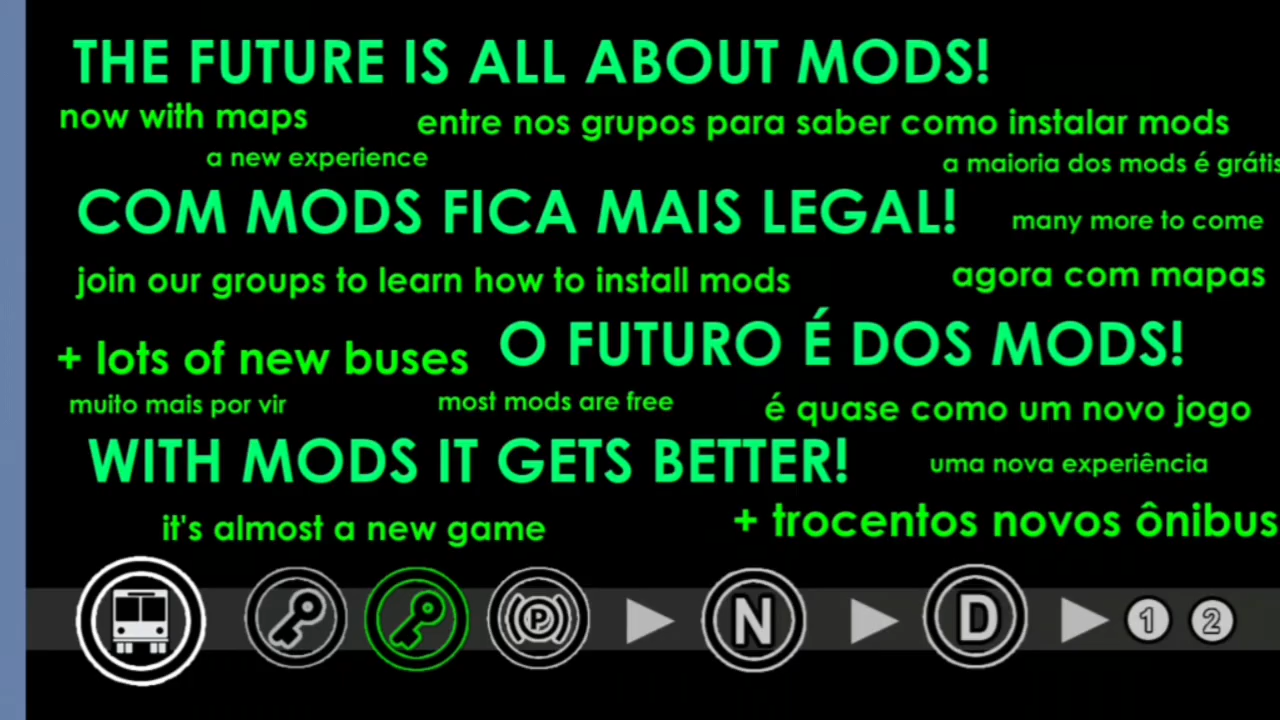 THE FUTURE IS ALL ABOUT MODS!
now with maps
entre nos grupos para saber como instalar mods
a new experience
a maioria dos mods é grátis
COM MODS FICA MAIS LEGAL!
many more to come
join our groups to learn how to install mods
agora com mapas
O FUTURO É DOS MODS!
+ lots of new buses
muito mais por vir
most mods are free
é quase como um novo jogo
WITH MODS IT GETS BETTER!
uma nova experiência
+ trocentos novos ônibus
it's almost a new game
P N D 1 2